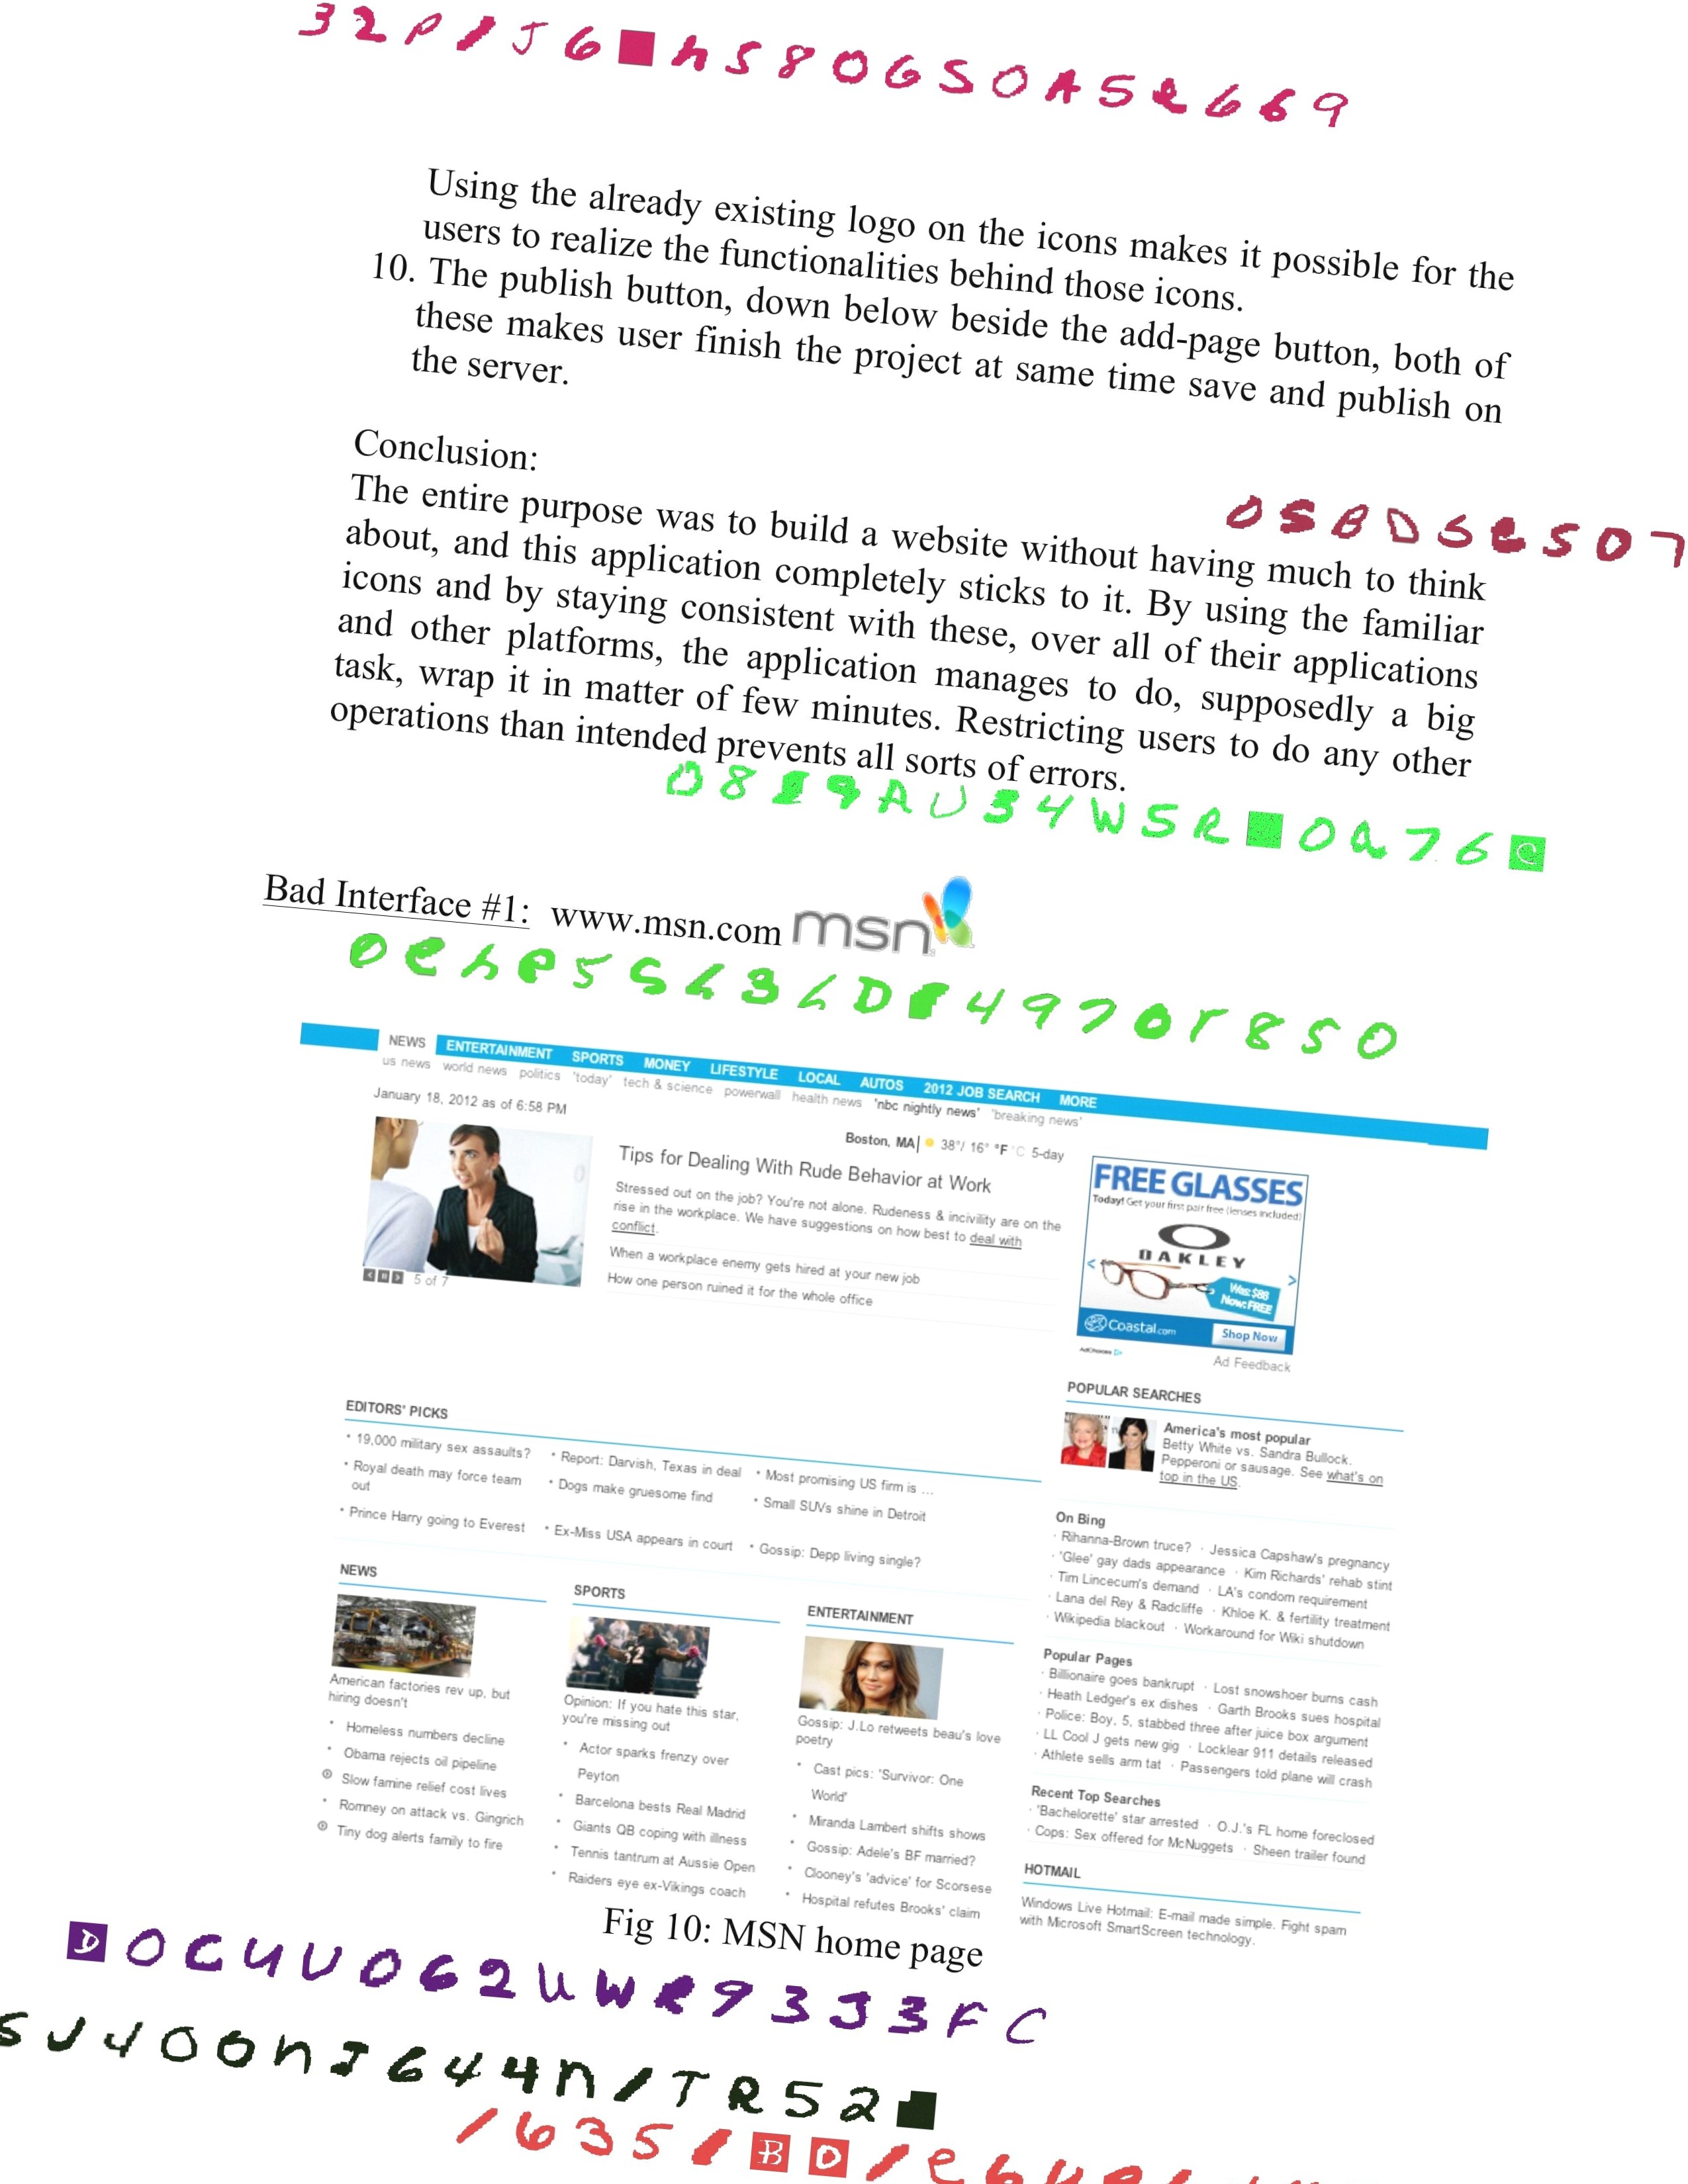 Using the already existing logo on the icons makes it possible for the
users to realize the functionalities behind those icons.
10. The publish button, down below beside the add-page button, both of
these makes user finish the project at same time save and publish on
the server.
Conclusion:
The entire purpose was to build a website without having much to think
about, and this application completely sticks to it. By using the familiar
icons and by staying consistent with these, over all of their applications
and other platforms, the application manages to do, supposedly a big
task, wrap it in matter of few minutes. Restricting users to do any other
operations than intended prevents all sorts of errors.
Bad Interface #1: www.msn.com msn
NEWS ENTERTAINMENT SPORTS MONEY LIFESTYLE LOCAL AUTOS 2012 JOB SEARCH MORE
us news world news politics 'today' tech & science powerwall health news 'nbc nightly news' 'breaking news'
January 18, 2012 as of 6:58 PM
Boston, MA| 38°/ 16° °F °C 5-day
Tips for Dealing With Rude Behavior at Work
Stressed out on the job? You're not alone. Rudeness & incivility are on the
rise in the workplace. We have suggestions on how best to deal with
conflict.
When a workplace enemy gets hired at your new job
How one person ruined it for the whole office
5 of 7
FREE GLASSES
Today! Get your first pair free (lenses included)
OAKLEY
Was: $88
Now: FREE
Coastal.com Shop Now
AdChoices
Ad Feedback
POPULAR SEARCHES
America's most popular
Betty White vs. Sandra Bullock.
Pepperoni or sausage. See what's on
top in the US.
EDITORS' PICKS
• 19,000 military sex assaults? • Report: Darvish, Texas in deal • Most promising US firm is ...
• Royal death may force team
out
• Dogs make gruesome find • Small SUVs shine in Detroit
• Prince Harry going to Everest • Ex-Miss USA appears in court • Gossip: Depp living single?
On Bing
· Rihanna-Brown truce? · Jessica Capshaw's pregnancy
· 'Glee' gay dads appearance · Kim Richards' rehab stint
· Tim Lincecum's demand · LA's condom requirement
· Lana del Rey & Radcliffe · Khloe K. & fertility treatment
· Wikipedia blackout · Workaround for Wiki shutdown
Popular Pages
· Billionaire goes bankrupt · Lost snowshoer burns cash
· Heath Ledger's ex dishes · Garth Brooks sues hospital
· Police: Boy, 5, stabbed three after juice box argument
· LL Cool J gets new gig · Locklear 911 details released
· Athlete sells arm tat · Passengers told plane will crash
Recent Top Searches
· 'Bachelorette' star arrested · O.J.'s FL home foreclosed
· Cops: Sex offered for McNuggets · Sheen trailer found
HOTMAIL
Windows Live Hotmail: E-mail made simple. Fight spam
with Microsoft SmartScreen technology.
NEWS
American factories rev up, but
hiring doesn't
• Homeless numbers decline
• Obama rejects oil pipeline
Slow famine relief cost lives
• Romney on attack vs. Gingrich
Tiny dog alerts family to fire
SPORTS
Opinion: If you hate this star,
you're missing out
• Actor sparks frenzy over
Peyton
• Barcelona bests Real Madrid
• Giants QB coping with illness
• Tennis tantrum at Aussie Open
• Raiders eye ex-Vikings coach
ENTERTAINMENT
Gossip: J.Lo retweets beau's love
poetry
• Cast pics: 'Survivor: One
World'
• Miranda Lambert shifts shows
• Gossip: Adele's BF married?
• Clooney's 'advice' for Scorsese
• Hospital refutes Brooks' claim
Fig 10: MSN home page